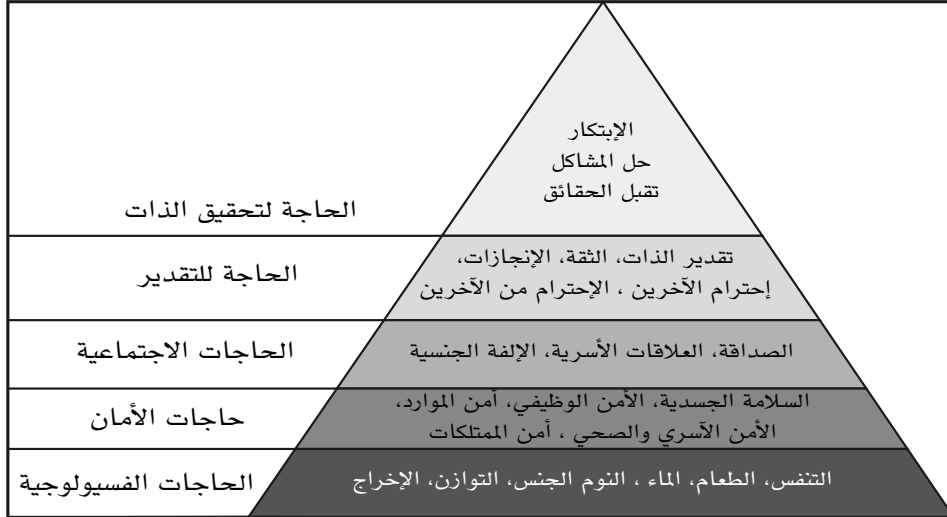 الإبتكار
حل المشاكل
تقبل الحقائق
الحاجة لتحقيق الذات
تقدير الذات، الثقة، الإنجازات،
إحترام الآخرين ، الإحترام من الآخرين
الحاجة للتقدير
الصداقة، العلاقات الأسرية، الإلفة الجنسية
الحاجات الاجتماعية
السلامة الجسدية، الأمن الوظيفي، أمن الموارد،
الأمن الآسري والصحي ، أمن الممتلكات
حاجات الأمان
التنفس، الطعام، الماء ، النوم الجنس، التوازن، الإخراج
الحاجات الفسيولوجية